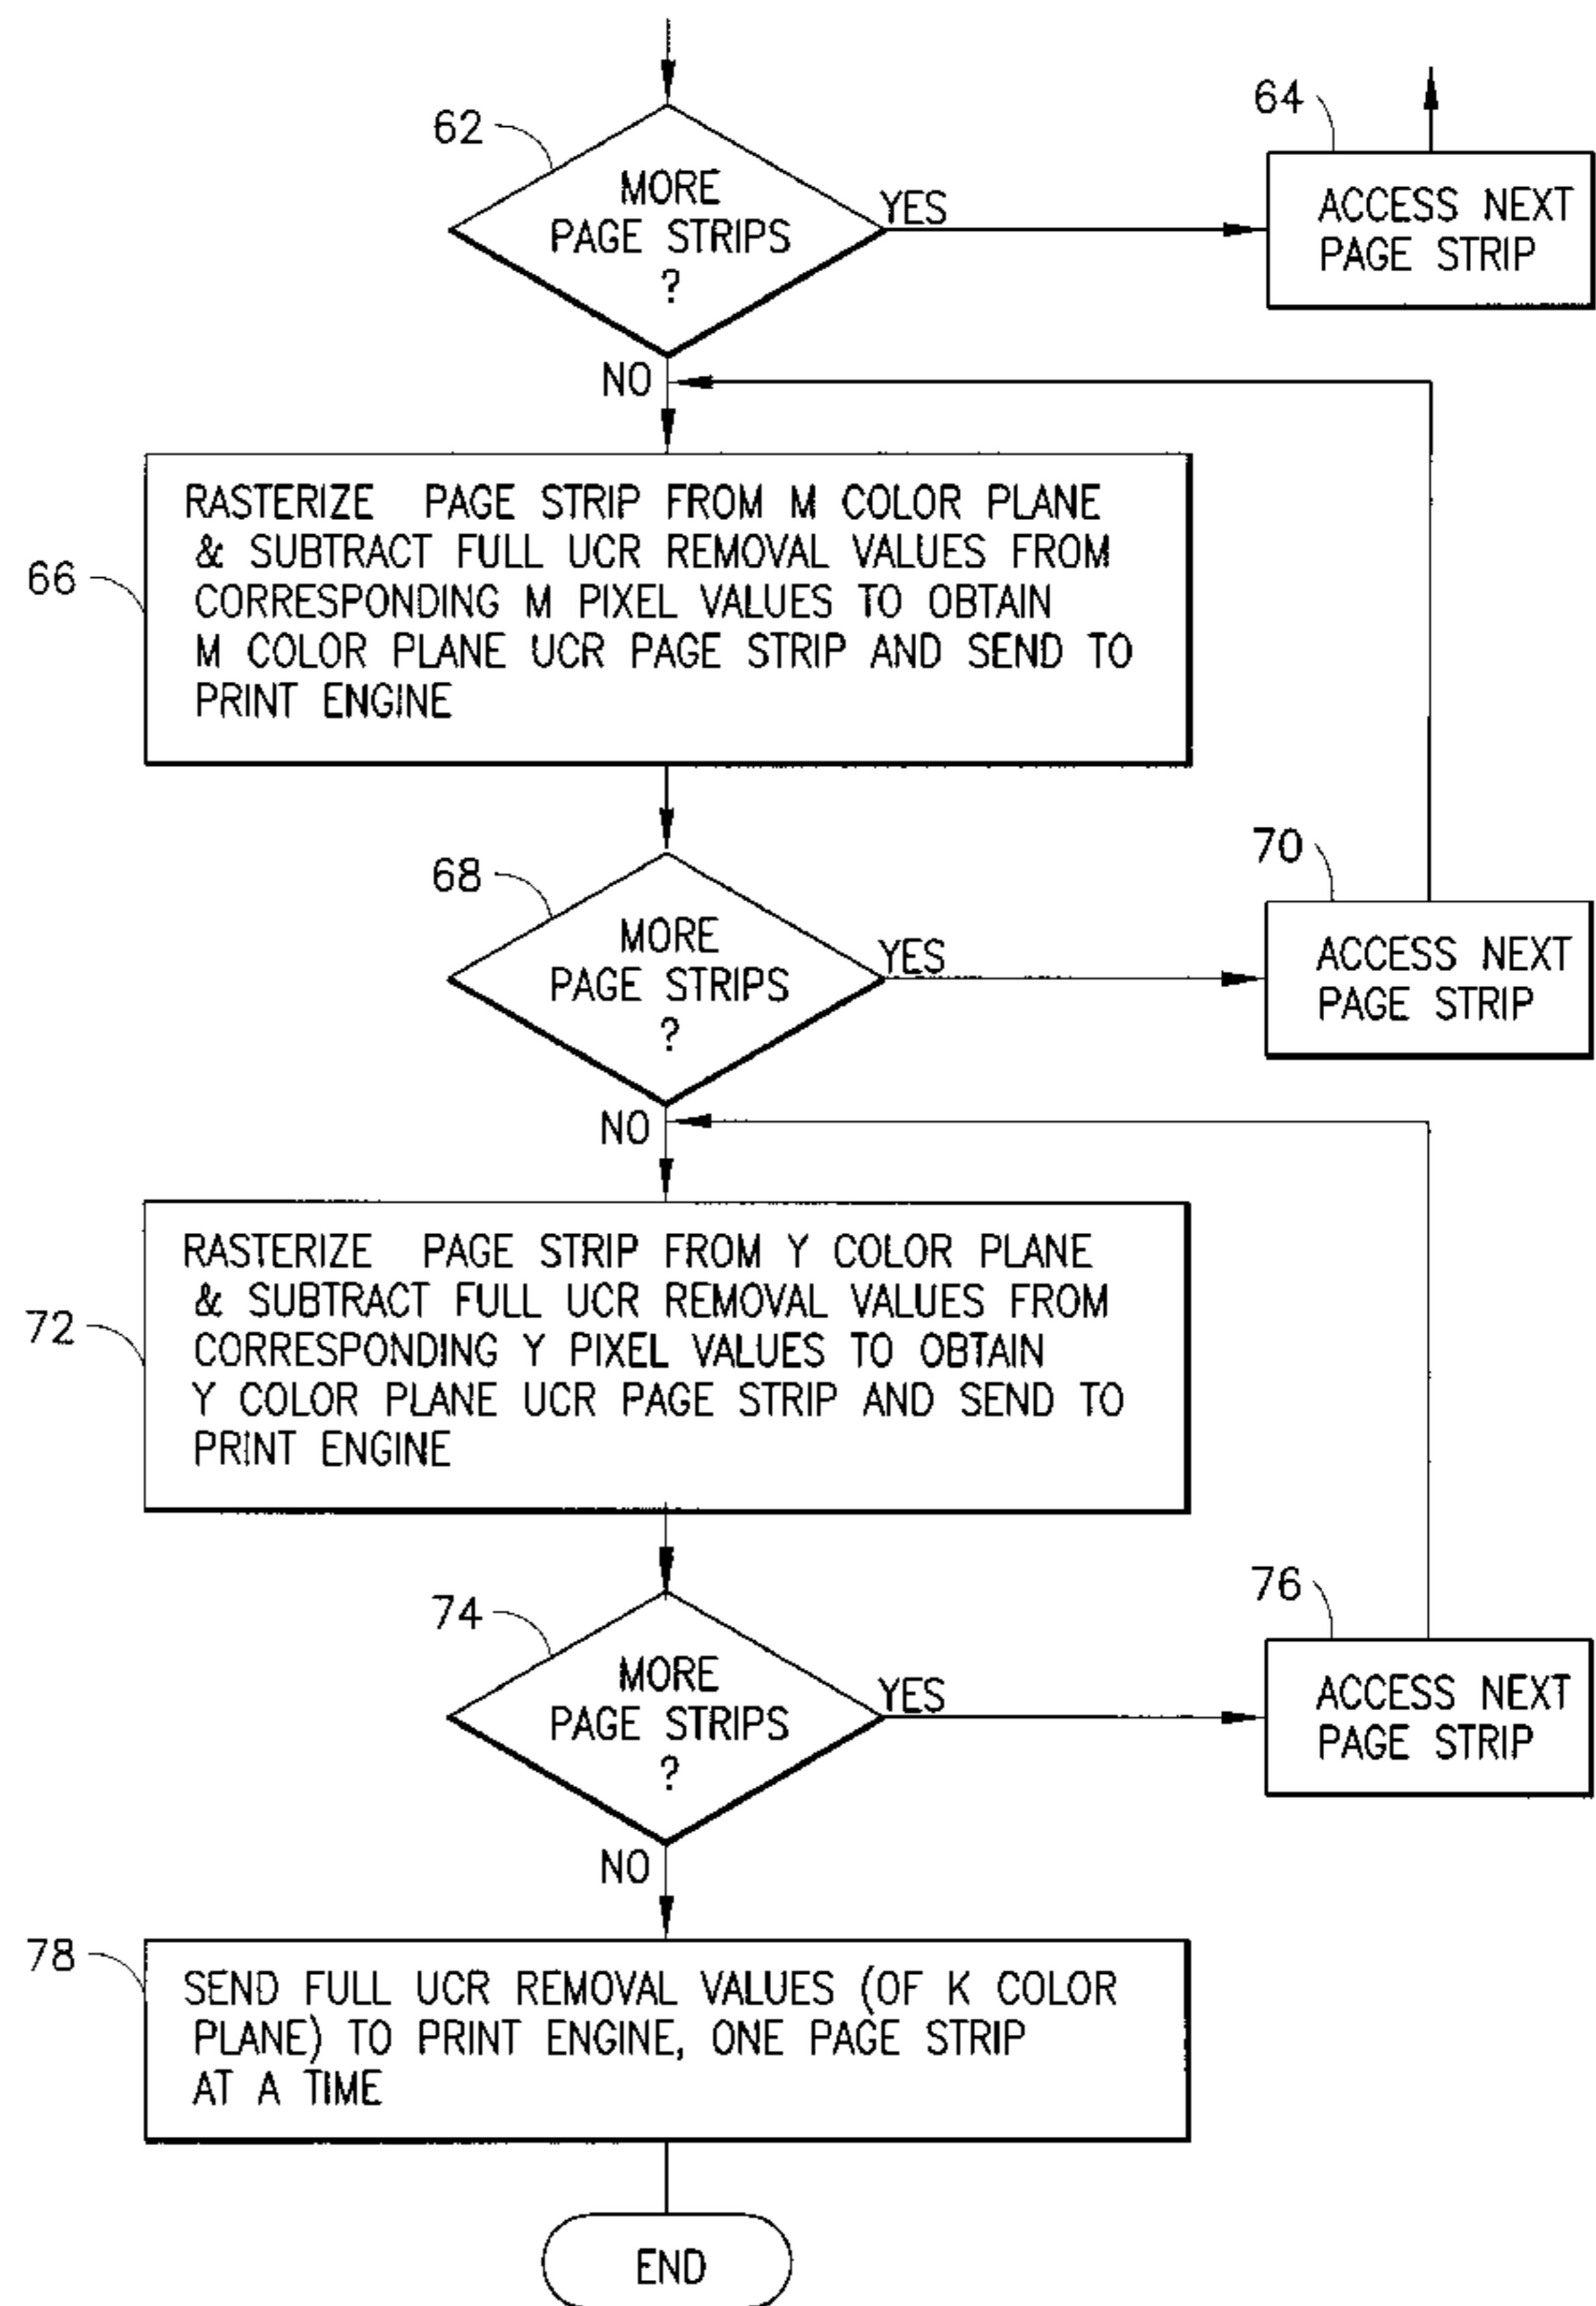 64
62
MORE
PAGE STRIPS
?
YES
ACCESS NEXT
PAGE STRIP
NO
66
RASTERIZE PAGE STRIP FROM M COLOR PLANE
& SUBTRACT FULL UCR REMOVAL VALUES FROM
CORRESPONDING M PIXEL VALUES TO OBTAIN
M COLOR PLANE UCR PAGE STRIP AND SEND TO
PRINT ENGINE
70
68
MORE
PAGE STRIPS
?
YES
ACCESS NEXT
PAGE STRIP
NO
72
RASTERIZE PAGE STRIP FROM Y COLOR PLANE
& SUBTRACT FULL UCR REMOVAL VALUES FROM
CORRESPONDING Y PIXEL VALUES TO OBTAIN
Y COLOR PLANE UCR PAGE STRIP AND SEND TO
PRINT ENGINE
76
74
MORE
PAGE STRIPS
?
YES
ACCESS NEXT
PAGE STRIP
NO
78
SEND FULL UCR REMOVAL VALUES (OF K COLOR
PLANE) TO PRINT ENGINE, ONE PAGE STRIP
AT A TIME
END